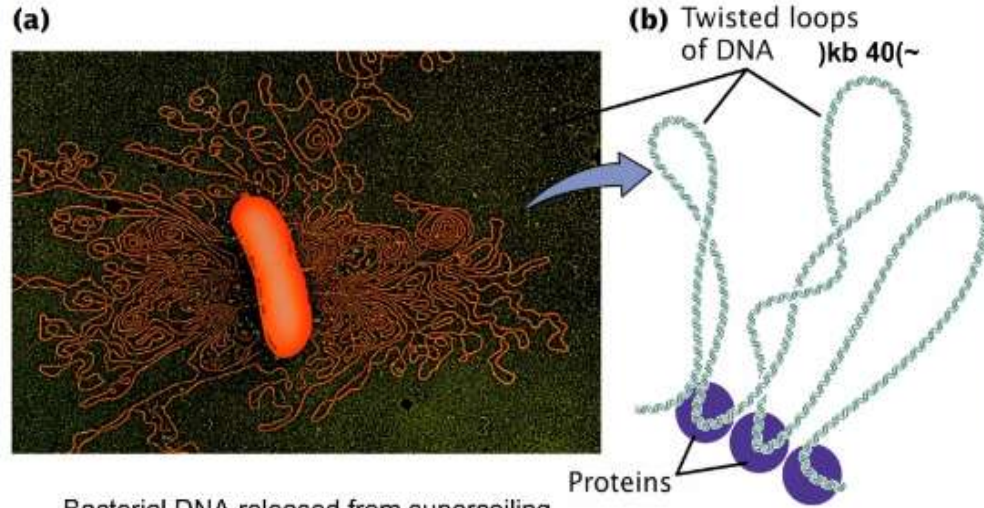 (a)
(b) Twisted loops
of DNA )kb 40(~
Proteins
Bacterial DNA released from supercoiling